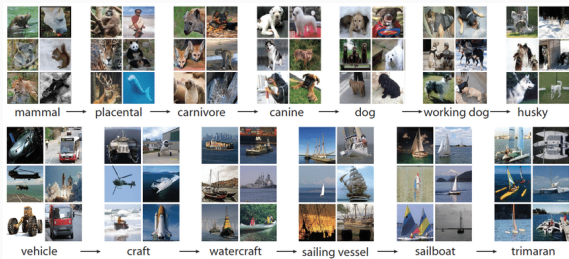 mammal → placental → carnivore → canine → dog → working dog → husky
vehicle → craft → watercraft → sailing vessel → sailboat → trimaran